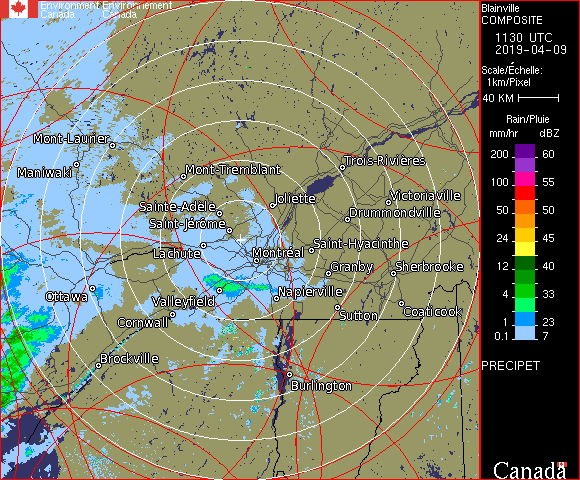 Environment Environnement
Canada Canada
Mont-Laurier
Maniwaki
Mont-Tremblant
Trois-Rivières
Sainte-Adele
Joliette
Victoriaville
Saint-Jérome
Drummondville
Lachute
Montréal
Saint-Hyacinthe
Granby
Sherbrooke
Ottawa
Valleyfield
Napierville
Cornwall
Sutton
Coaticook
Brockville
Burlington
Blainville
COMPOSITE
1130 UTC
2019-04-09
Scale/Échelle:
1km/Pixel
40 KM
Rain/Pluie
mm/hr dBZ
200 60
100 55
50 50
24 45
12 40
4 33
1 23
0.1 7
PRECIPET
Canada